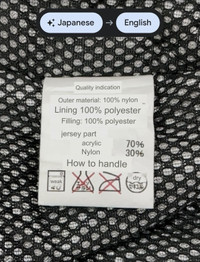 Japanese → English
Quality indication
Outer material: 100% nylon
Lining 100% polyester
Filling: 100% polyester
jersey part
acrylic 70%
Nylon 30%
How to handle
dry